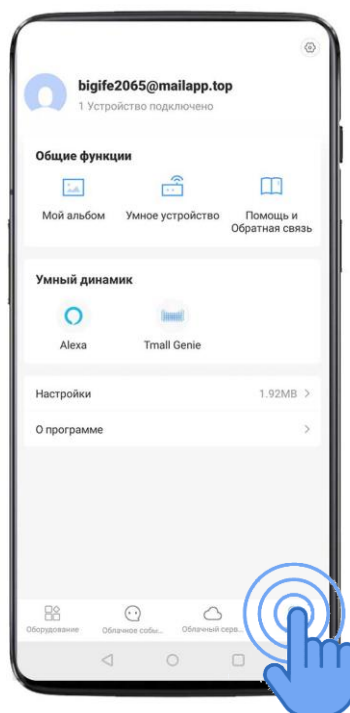 bigife2065@mailapp.top
1 Устройство подключено
Общие функции
Мой альбом
Умное устройство
Помощь и
Обратная связь
Умный динамик
Alexa
Tmall Genie
Настройки 1.92MB >
О программе >
Оборудование
Облачное собы...
Облачный серв...